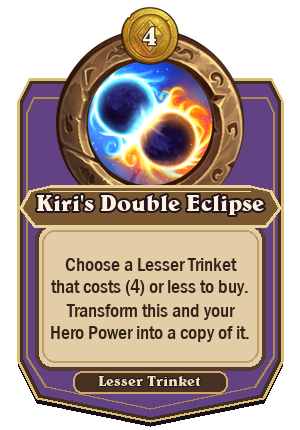 4
Kiri's Double Eclipse
Choose a Lesser Trinket
that costs (4) or less to buy.
Transform this and your
Hero Power into a copy of it.
Lesser Trinket